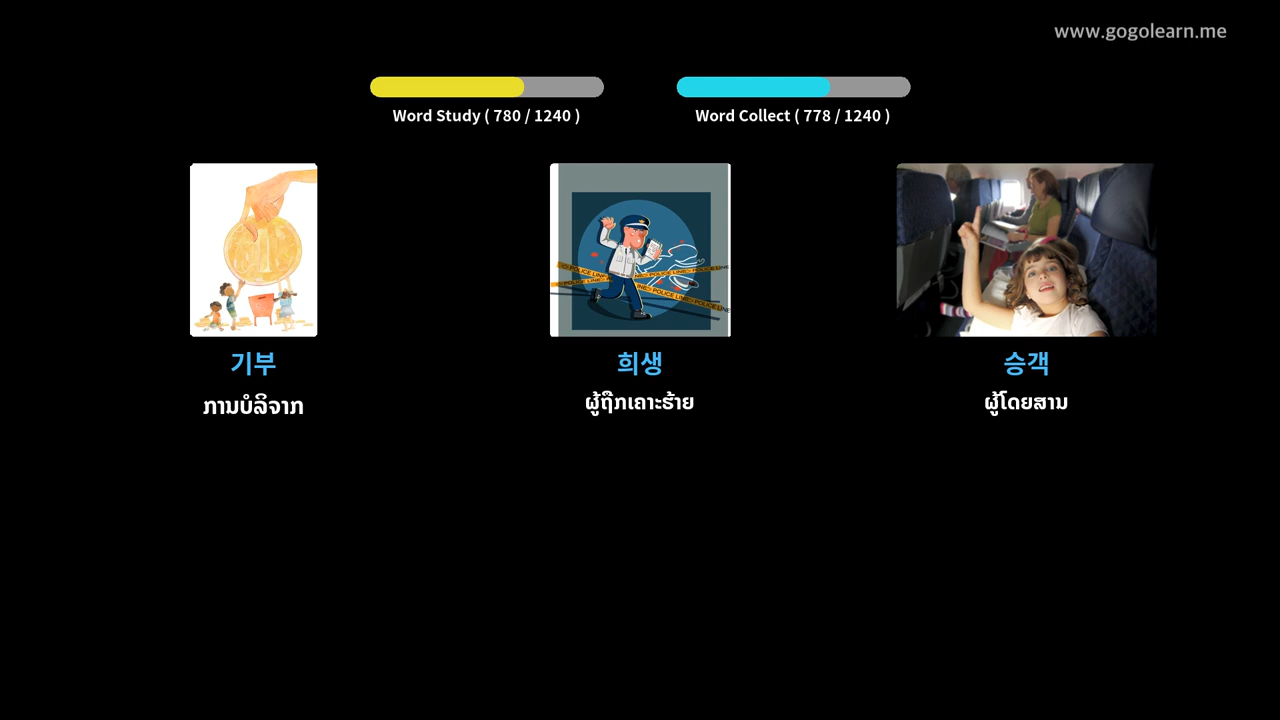 www.gogolearn.me
Word Study ( 780 / 1240 )
Word Collect ( 778 / 1240 )
기부
희생
승객
ການບໍລິຈາກ
ຜູ້ຖືກເຄາະຮ້າຍ
ຜູ້ໂດຍສານ